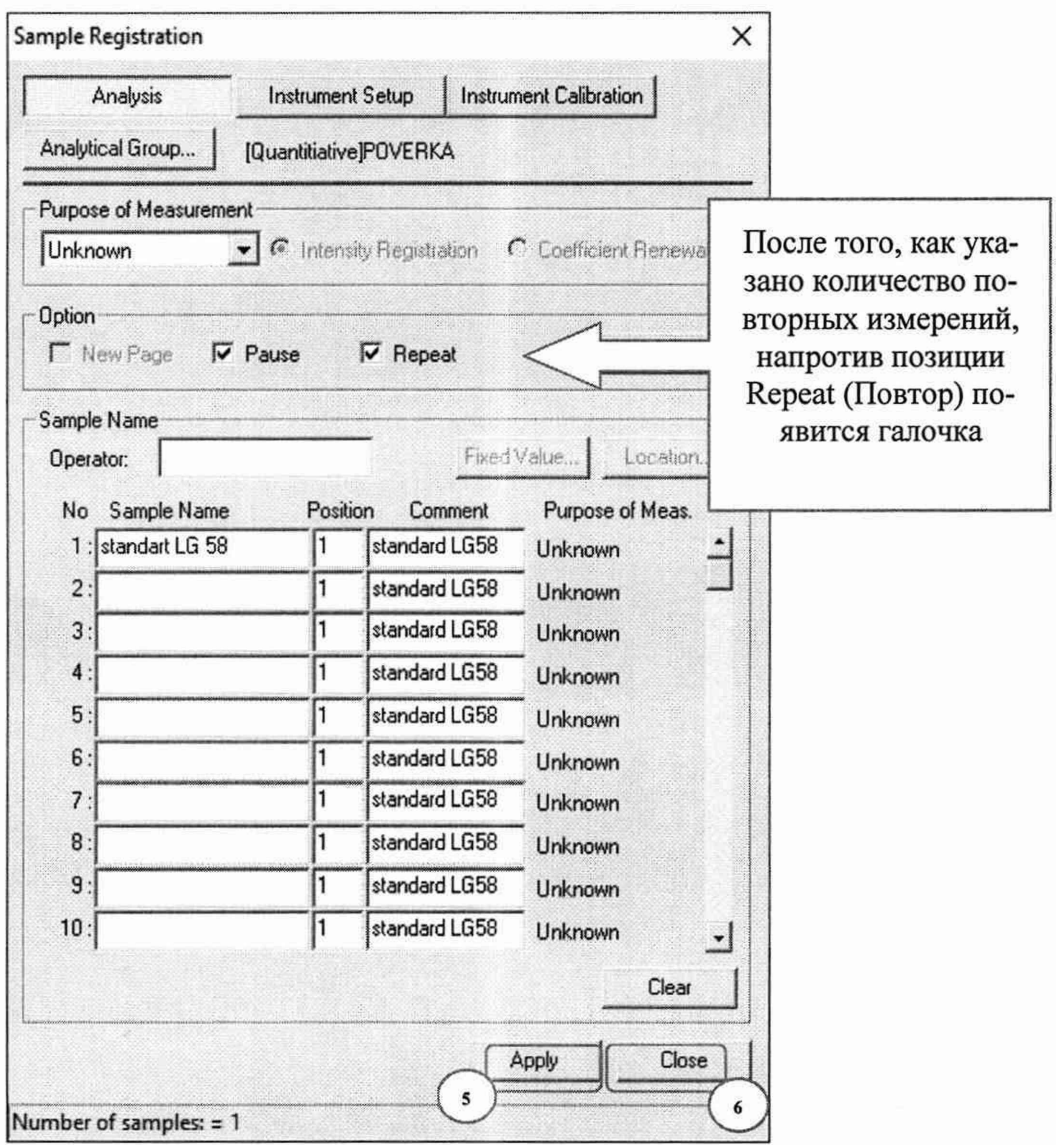 Sample Registration
Analysis Instrument Setup Instrument Calibration
Analytical Group... [Quantitiative]POVERKA
Purpose of Measurement
Unknown Intensity Registration Coefficient Renewa
Option
New Page Pause Repeat
После того, как ука-
зано количество по-
вторных измерений,
напротив позиции
Repeat (Повтор) по-
явится галочка
Sample Name
Operator: Fixed Value... Location..
No Sample Name Position Comment Purpose of Meas.
1: standart LG 58 1 standard LG58 Unknown
2: 1 standard LG58 Unknown
3: 1 standard LG58 Unknown
4: 1 standard LG58 Unknown
5: 1 standard LG58 Unknown
6: 1 standard LG58 Unknown
7: 1 standard LG58 Unknown
8: 1 standard LG58 Unknown
9: 1 standard LG58 Unknown
10: 1 standard LG58 Unknown
Clear
Apply Close
5 6
Number of samples: = 1